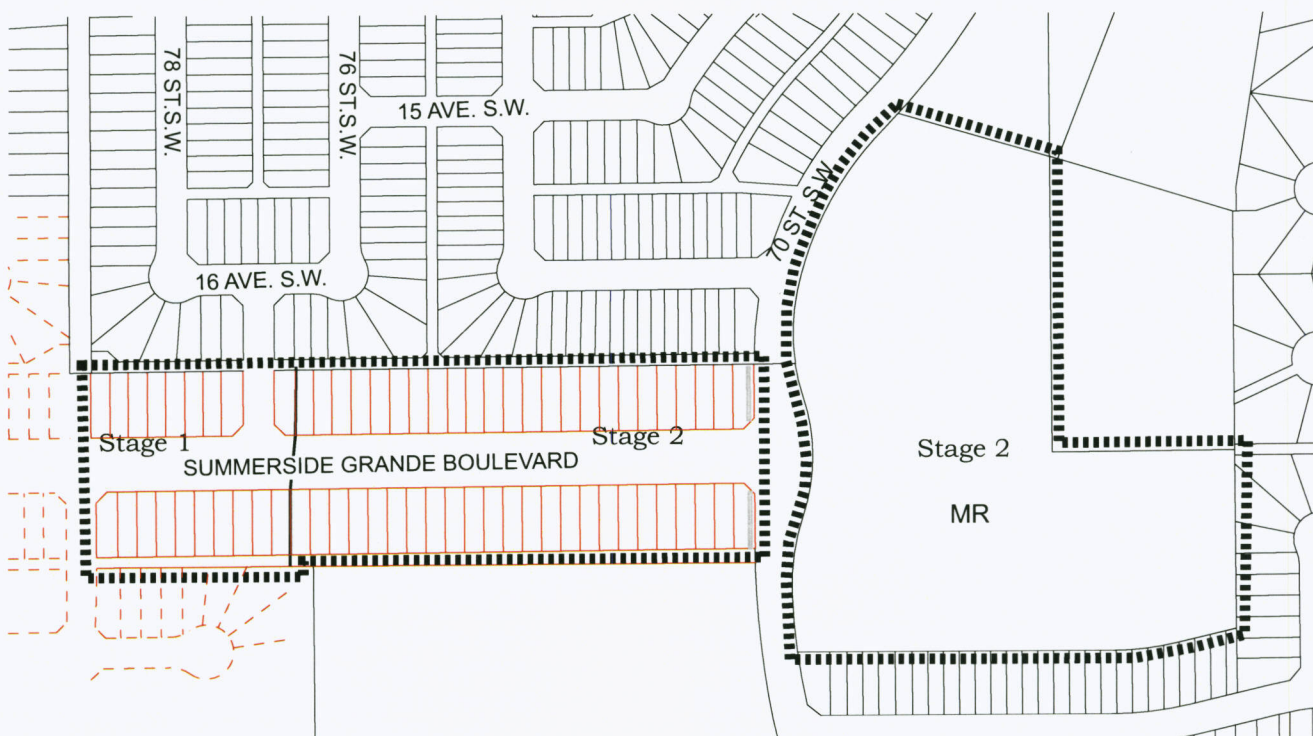 78 ST.S.W.
76 ST.S.W.
15 AVE. S.W.
70 ST. S.W.
16 AVE. S.W.
Stage 1
Stage 2
Stage 2
SUMMERSIDE GRANDE BOULEVARD
MR